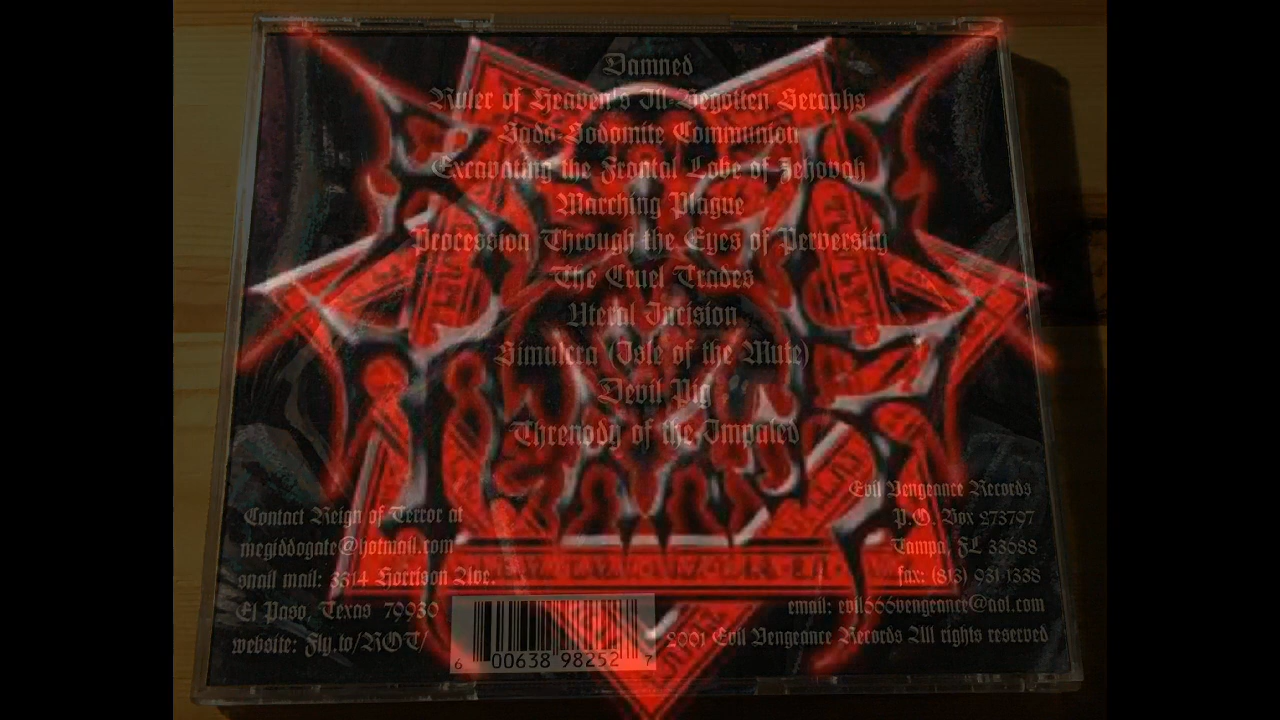 Damned
Ruler of Heaven's Ill-Begotten Seraphs
Sado-Sodomite Communion
Excavating the Frontal Lobe of Jehovah
Marching Plague
Procession Through the Eyes of Perversity
The Cruel Trades
Uteral Incision
Simulcra (Isle of the Mute)
Devil Pig
Threnody of the Impaled
Contact Reign of Terror at
megiddogate@hotmail.com
snail mail: 3314 Horrison Ave.
El Paso, Texas 79930
website: Fly.to/ROT/
Evil Vengeance Records
P.O. Box 273797
Tampa, FL 33688
fax: (813) 931-1338
email: evil666vengeance@aol.com
2001 Evil Vengeance Records All rights reserved
6 00638 98252 7